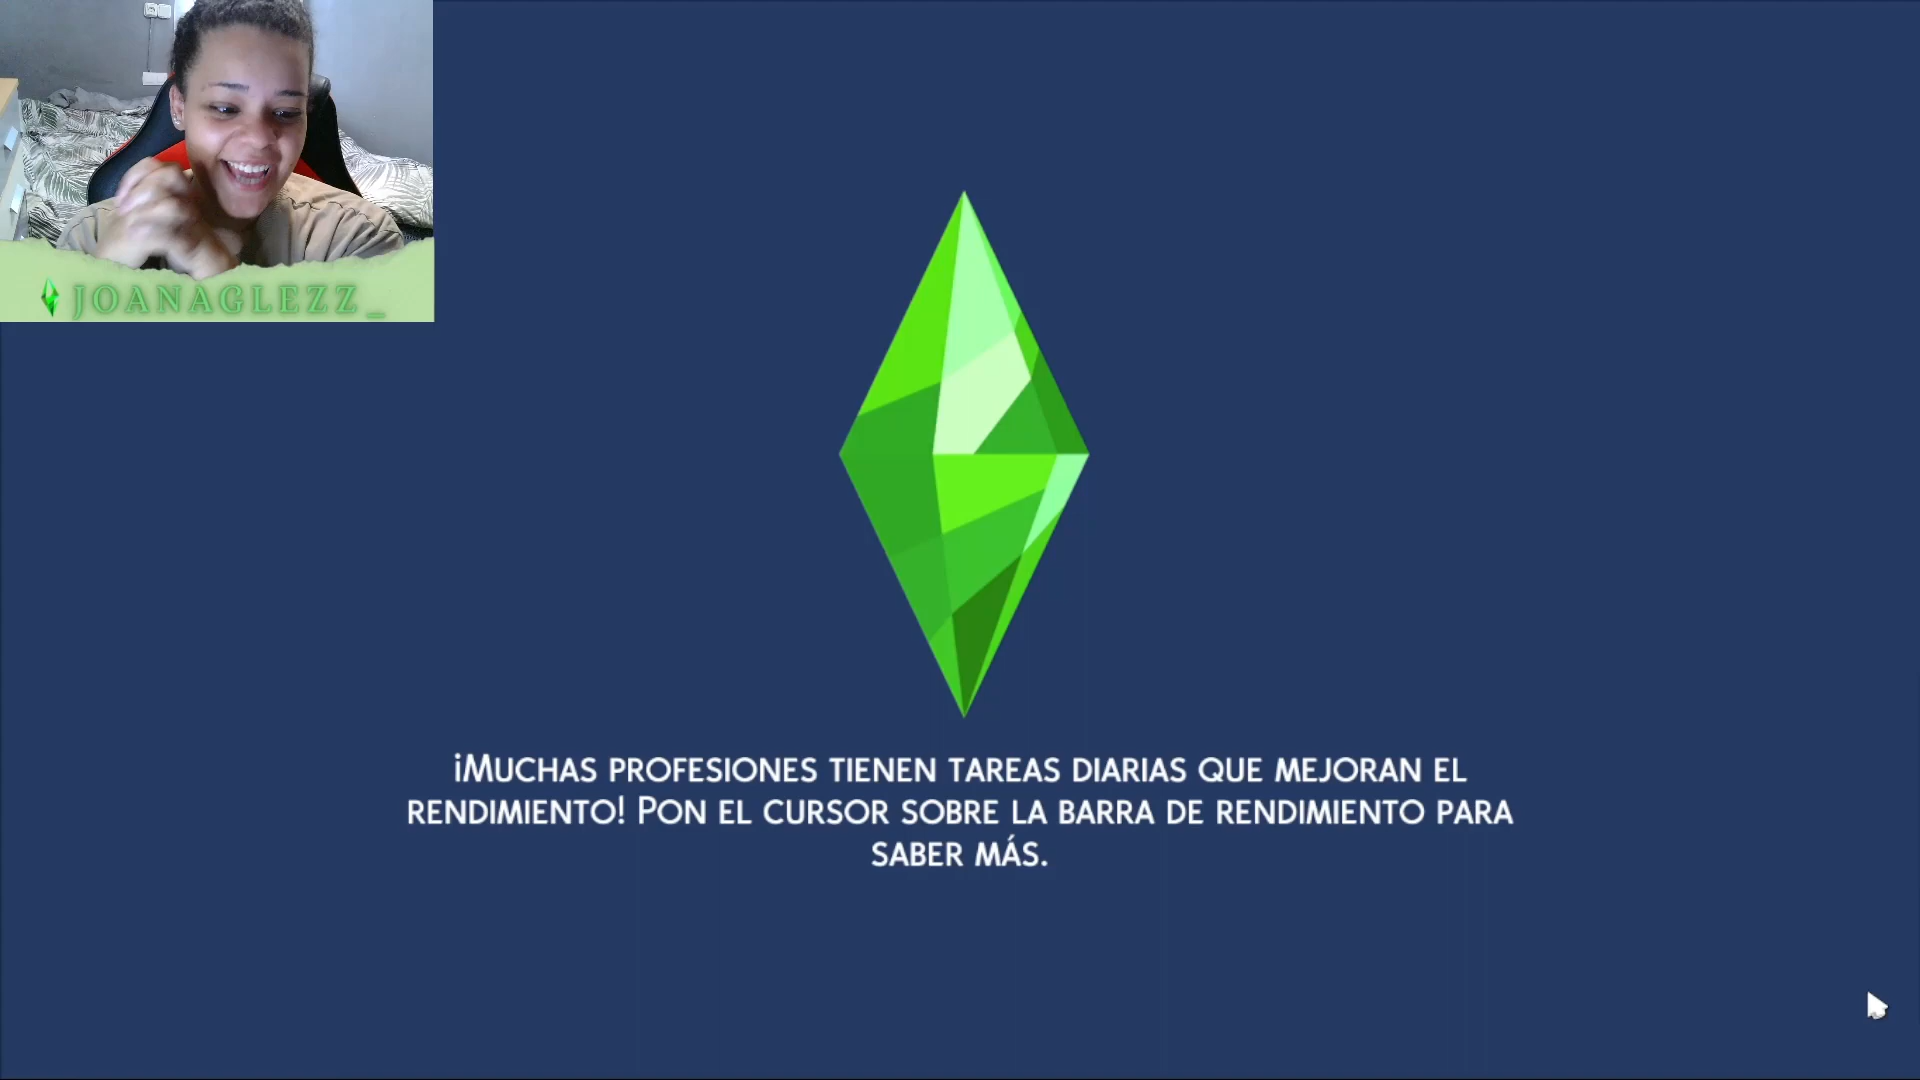 JOANAGLEZZ_
¡MUCHAS PROFESIONES TIENEN TAREAS DIARIAS QUE MEJORAN EL
RENDIMIENTO! PON EL CURSOR SOBRE LA BARRA DE RENDIMIENTO PARA
SABER MÁS.